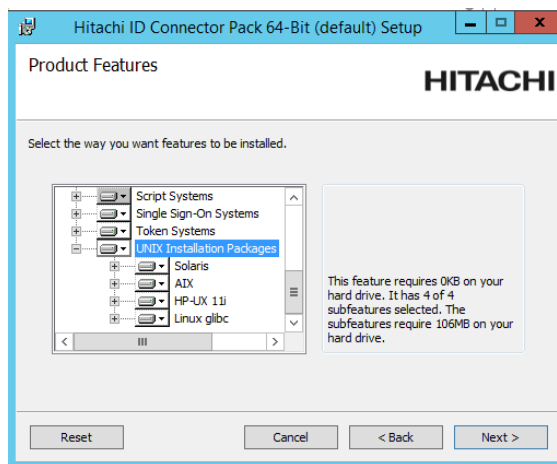 Hitachi ID Connector Pack 64-Bit (default) Setup
Product Features
HITACHI
Select the way you want features to be installed.
Script Systems
Single Sign-On Systems
Token Systems
UNIX Installation Packages
Solaris
AIX
HP-UX 11i
Linux glibc
This feature requires 0KB on your
hard drive. It has 4 of 4
subfeatures selected. The
subfeatures require 106MB on your
hard drive.
Reset
Cancel
< Back
Next >